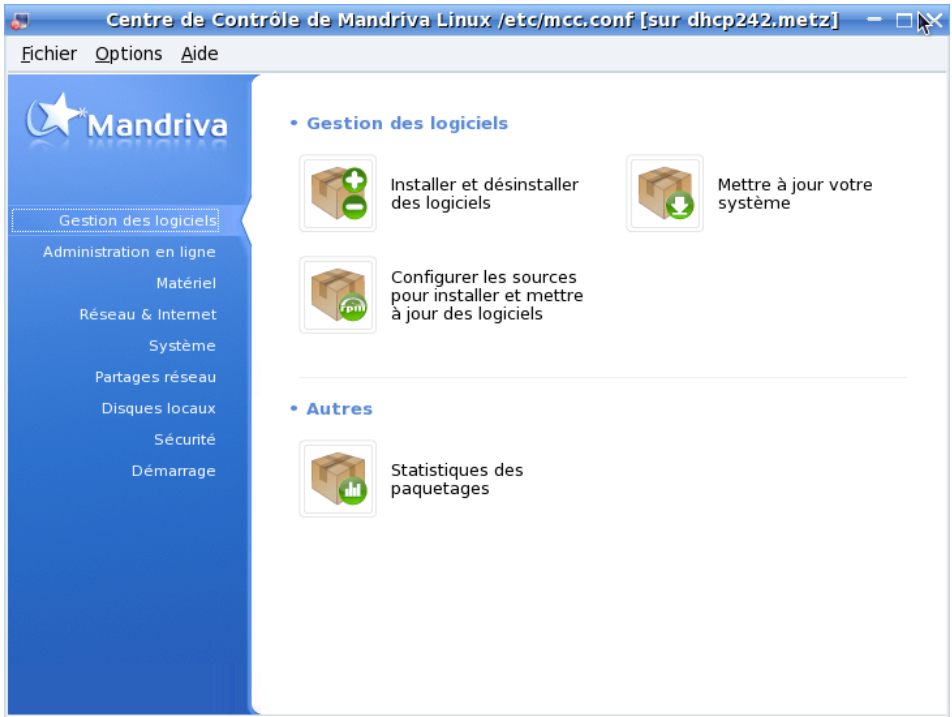 Centre de Contrôle de Mandriva Linux /etc/mcc.conf [sur dhcp242.metz]
Fichier Options Aide
Mandriva
Gestion des logiciels
Administration en ligne
Matériel
Réseau & Internet
Système
Partages réseau
Disques locaux
Sécurité
Démarrage
• Gestion des logiciels
Installer et désinstaller
des logiciels
Mettre à jour votre
système
rpm
Configurer les sources
pour installer et mettre
à jour des logiciels
• Autres
Statistiques des
paquetages